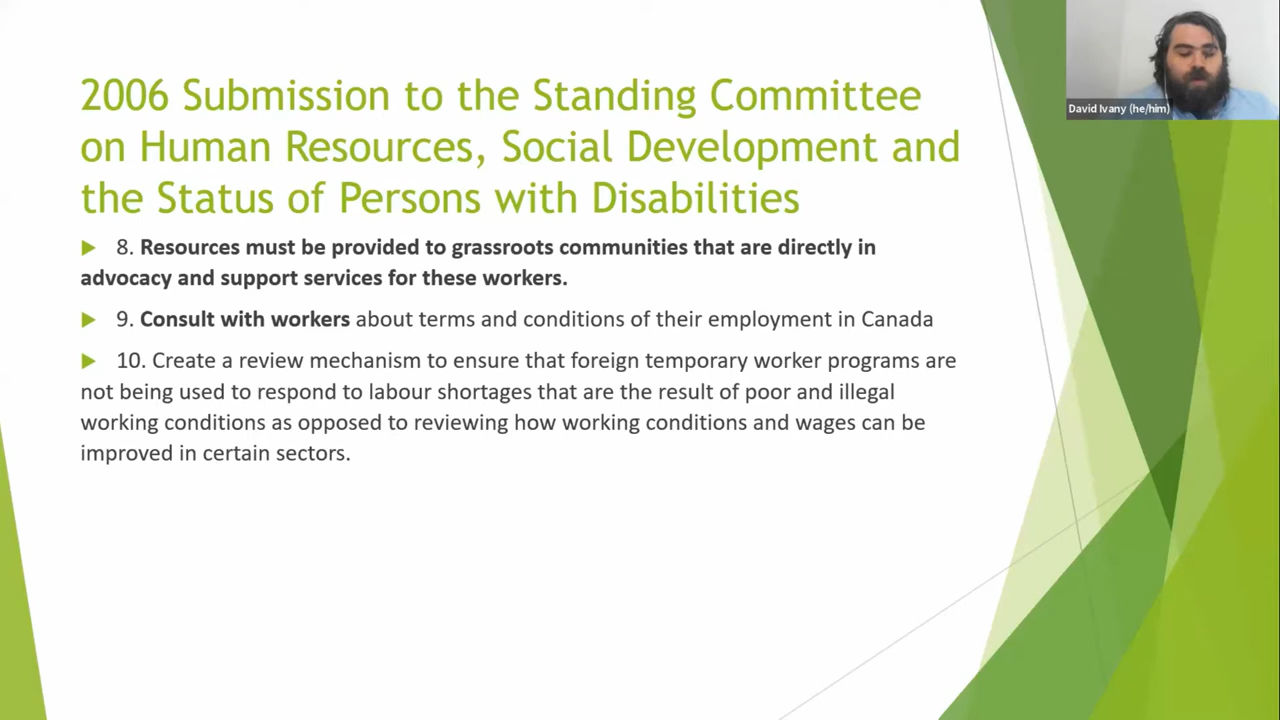 2006 Submission to the Standing Committee
on Human Resources, Social Development and
the Status of Persons with Disabilities
8. Resources must be provided to grassroots communities that are directly in
advocacy and support services for these workers.
9. Consult with workers about terms and conditions of their employment in Canada
10. Create a review mechanism to ensure that foreign temporary worker programs are
not being used to respond to labour shortages that are the result of poor and illegal
working conditions as opposed to reviewing how working conditions and wages can be
improved in certain sectors.
David Ivany (he/him)